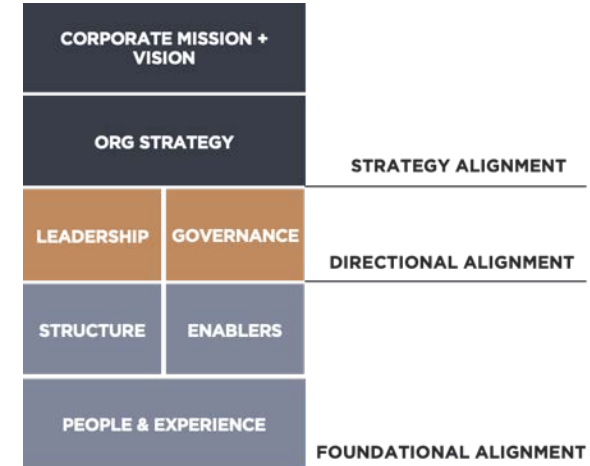 CORPORATE MISSION +
VISION
ORG STRATEGY
STRATEGY ALIGNMENT
LEADERSHIP
GOVERNANCE
DIRECTIONAL ALIGNMENT
STRUCTURE
ENABLERS
PEOPLE & EXPERIENCE
FOUNDATIONAL ALIGNMENT